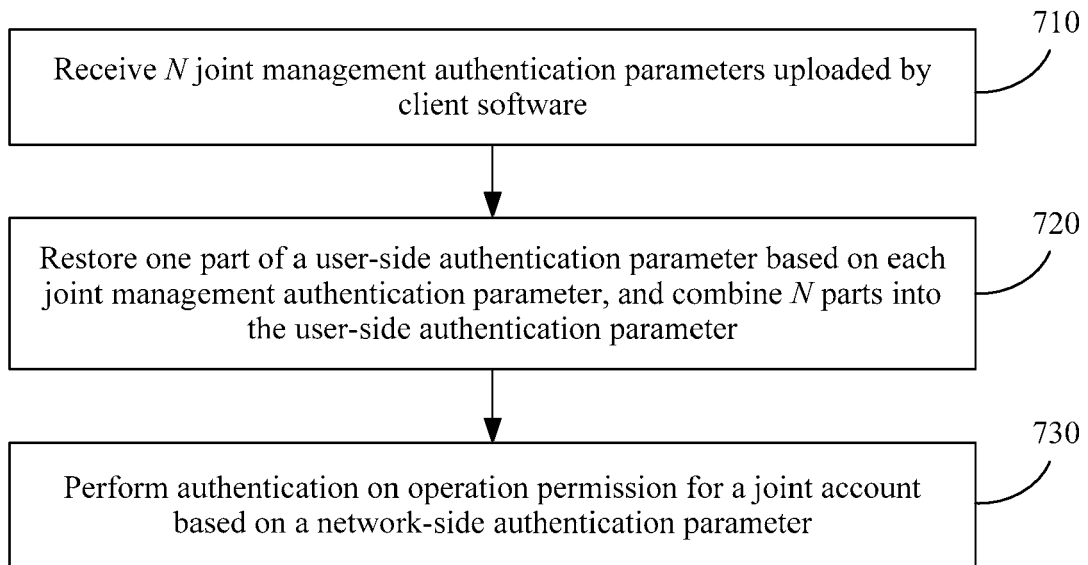 710
Receive N joint management authentication parameters uploaded by
client software
720
Restore one part of a user-side authentication parameter based on each
joint management authentication parameter, and combine N parts into
the user-side authentication parameter
730
Perform authentication on operation permission for a joint account
based on a network-side authentication parameter